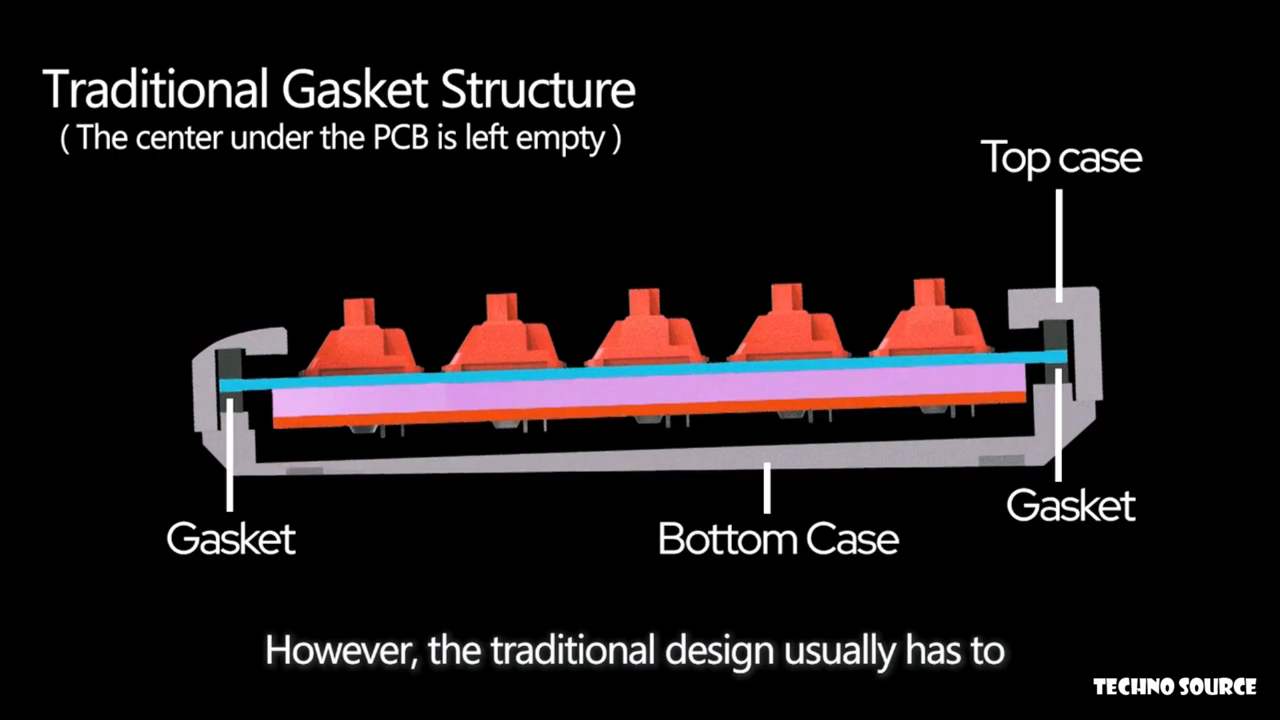 Traditional Gasket Structure
( The center under the PCB is left empty )
Top case
Gasket
Gasket
Bottom Case
However, the traditional design usually has to
TECHNO SOURCE